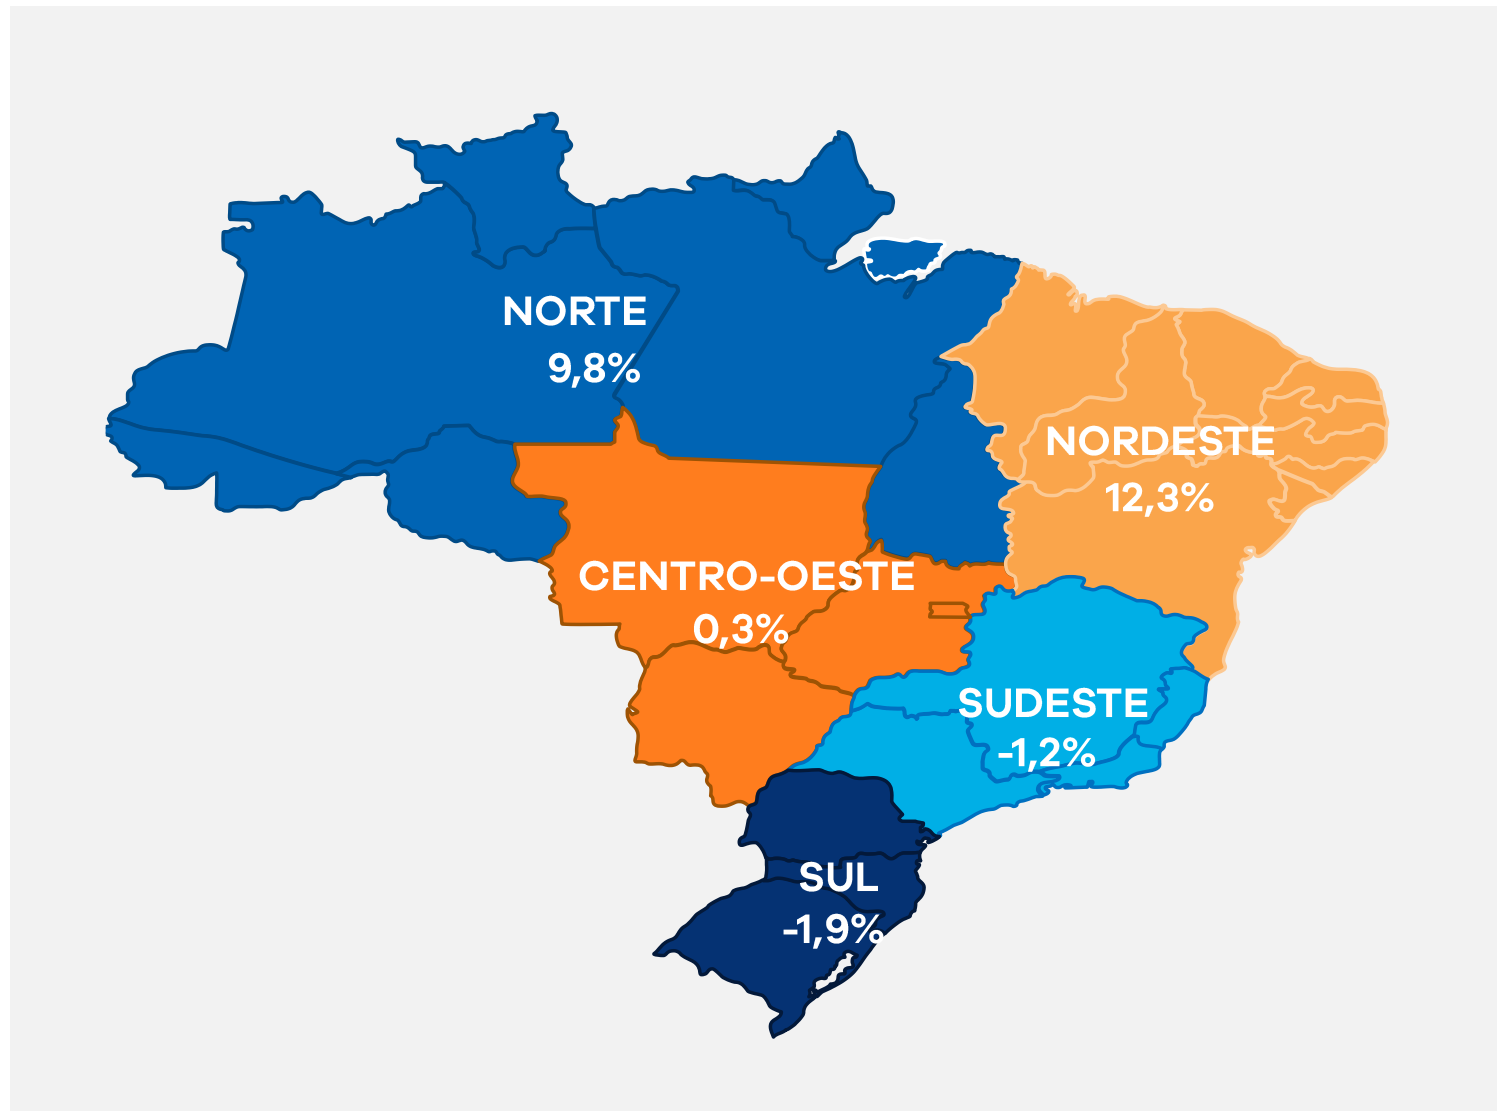 NORTE
9,8%
NORDESTE
12,3%
CENTRO-OESTE
0,3%
SUDESTE
-1,2%
SUL
-1,9%